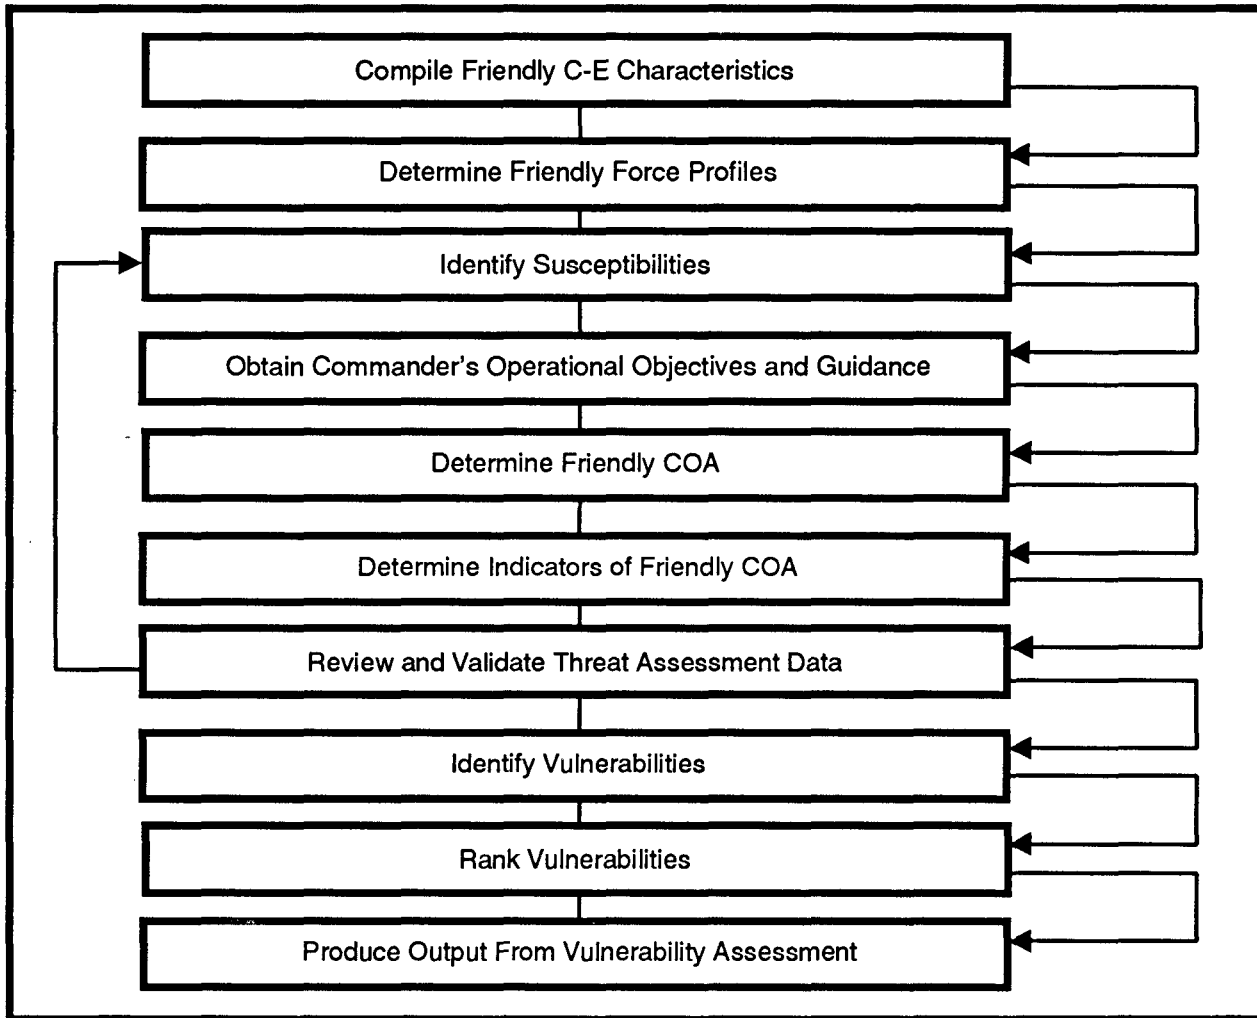 Compile Friendly C-E Characteristics
Determine Friendly Force Profiles
Identify Susceptibilities
Obtain Commander's Operational Objectives and Guidance
Determine Friendly COA
Determine Indicators of Friendly COA
Review and Validate Threat Assessment Data
Identify Vulnerabilities
Rank Vulnerabilities
Produce Output From Vulnerability Assessment